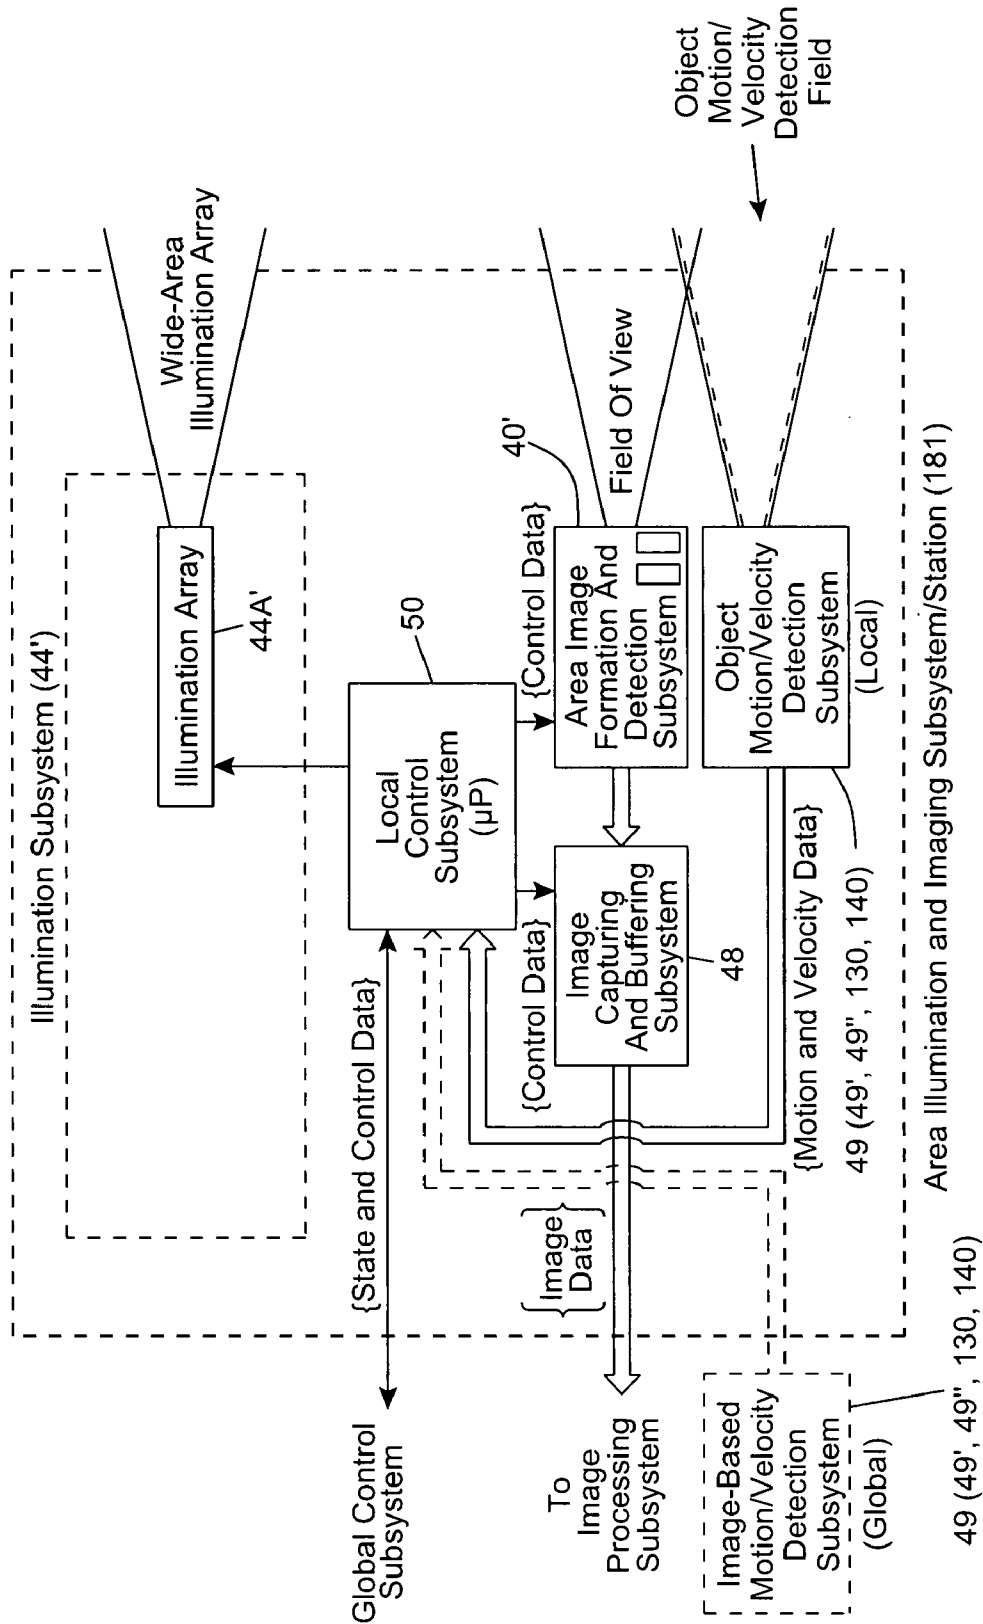 Illumination Subsystem (44')
Illumination Array
44A'
Wide-Area
Illumination Array
Global Control
Subsystem
{State and Control Data}
Local
Control
Subsystem
(µP)
50
{Control Data}
{Control Data}
To
Image
Processing
Subsystem
{Image
Data}
Image
Capturing
And Buffering
Subsystem
48
Area Image
Formation And
Detection
Subsystem
40'
Field Of View
Object
Motion/
Velocity
Detection
Field
Image-Based
Motion/Velocity
Detection
Subsystem
(Global)
49 (49', 49", 130, 140)
{Motion and Velocity Data}
49 (49', 49", 130, 140)
Object
Motion/Velocity
Detection
Subsystem
(Local)
Area Illumination and Imaging Subsystem/Station (181)